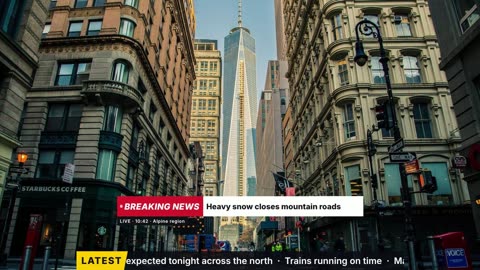 STARBUCKS COFFEE
BREAKING NEWS
Heavy snow closes mountain roads
LIVE · 10:42 · Alpine region
LATEST
expected tonight across the north · Trains running on time ·